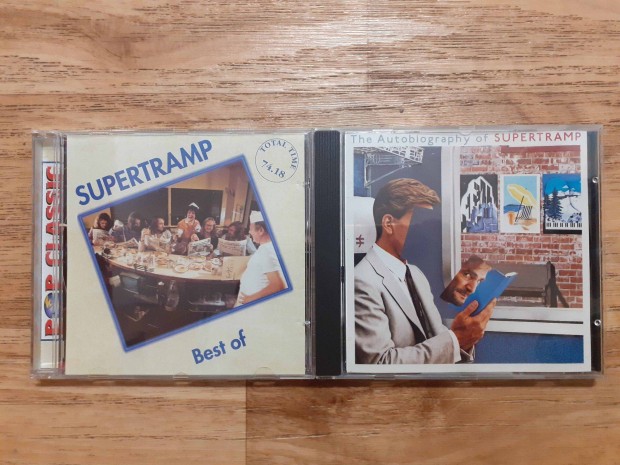 POP CLASSIC
SUPERTRAMP
TOTAL TIME
74.18
Best of
The Autobiography of SUPERTRAMP